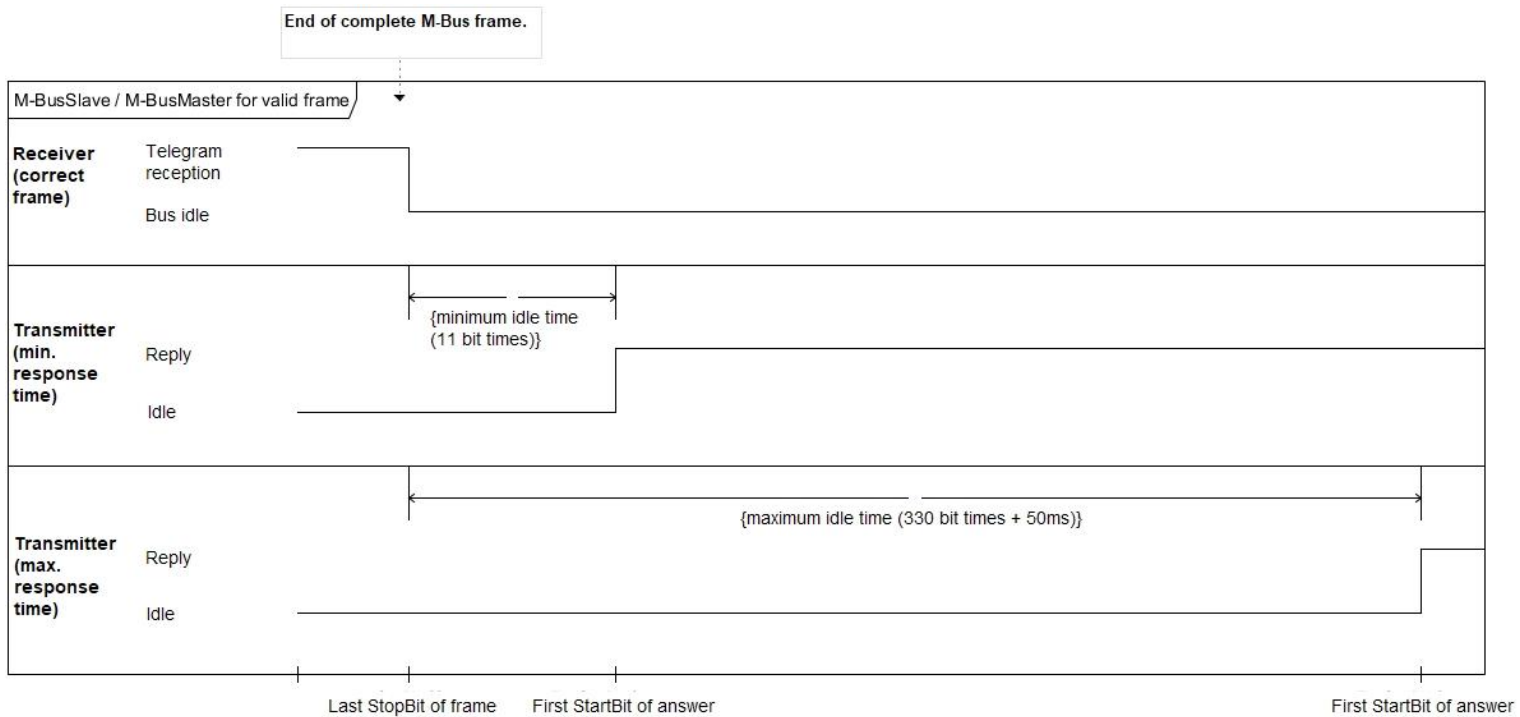 End of complete M-Bus frame.
M-BusSlave / M-BusMaster for valid frame
Receiver
(correct
frame)
Telegram
reception
Bus idle
{minimum idle time
(11 bit times)}
Transmitter
(min.
response
time)
Reply
Idle
{maximum idle time (330 bit times + 50ms)}
Transmitter
(max.
response
time)
Reply
Idle
Last StopBit of frame
First StartBit of answer
First StartBit of answer